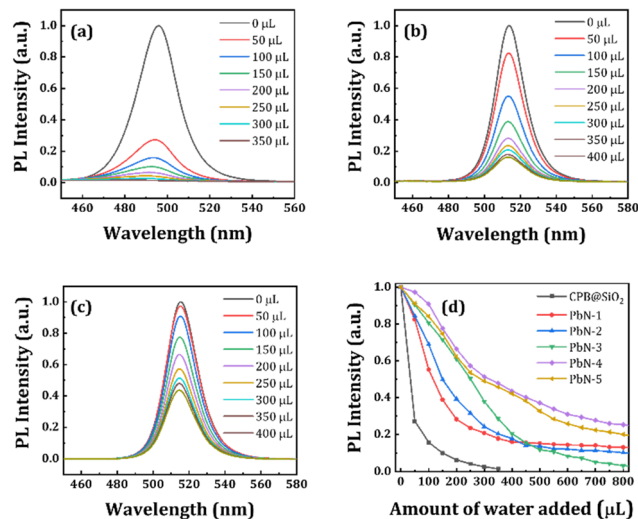 (a)
0 μL
50 μL
100 μL
150 μL
200 μL
250 μL
300 μL
350 μL
PL Intensity (a.u.)
1.0
0.8
0.6
0.4
0.2
0.0
460 480 500 520 540 560
Wavelength (nm)
(b)
0 μL
50 μL
100 μL
150 μL
200 μL
250 μL
300 μL
350 μL
400 μL
PL Intensity (a.u.)
1.0
0.8
0.6
0.4
0.2
0.0
460 480 500 520 540 560 580
Wavelength (nm)
(c)
0 μL
50 μL
100 μL
150 μL
200 μL
250 μL
300 μL
350 μL
400 μL
PL Intensity (a.u.)
1.0
0.8
0.6
0.4
0.2
0.0
460 480 500 520 540 560 580
Wavelength (nm)
(d)
CPB@SiO₂
PbN-1
PbN-2
PbN-3
PbN-4
PbN-5
PL Intensity (a.u.)
1.0
0.8
0.6
0.4
0.2
0.0
0 100 200 300 400 500 600 700 800
Amount of water added (μL)